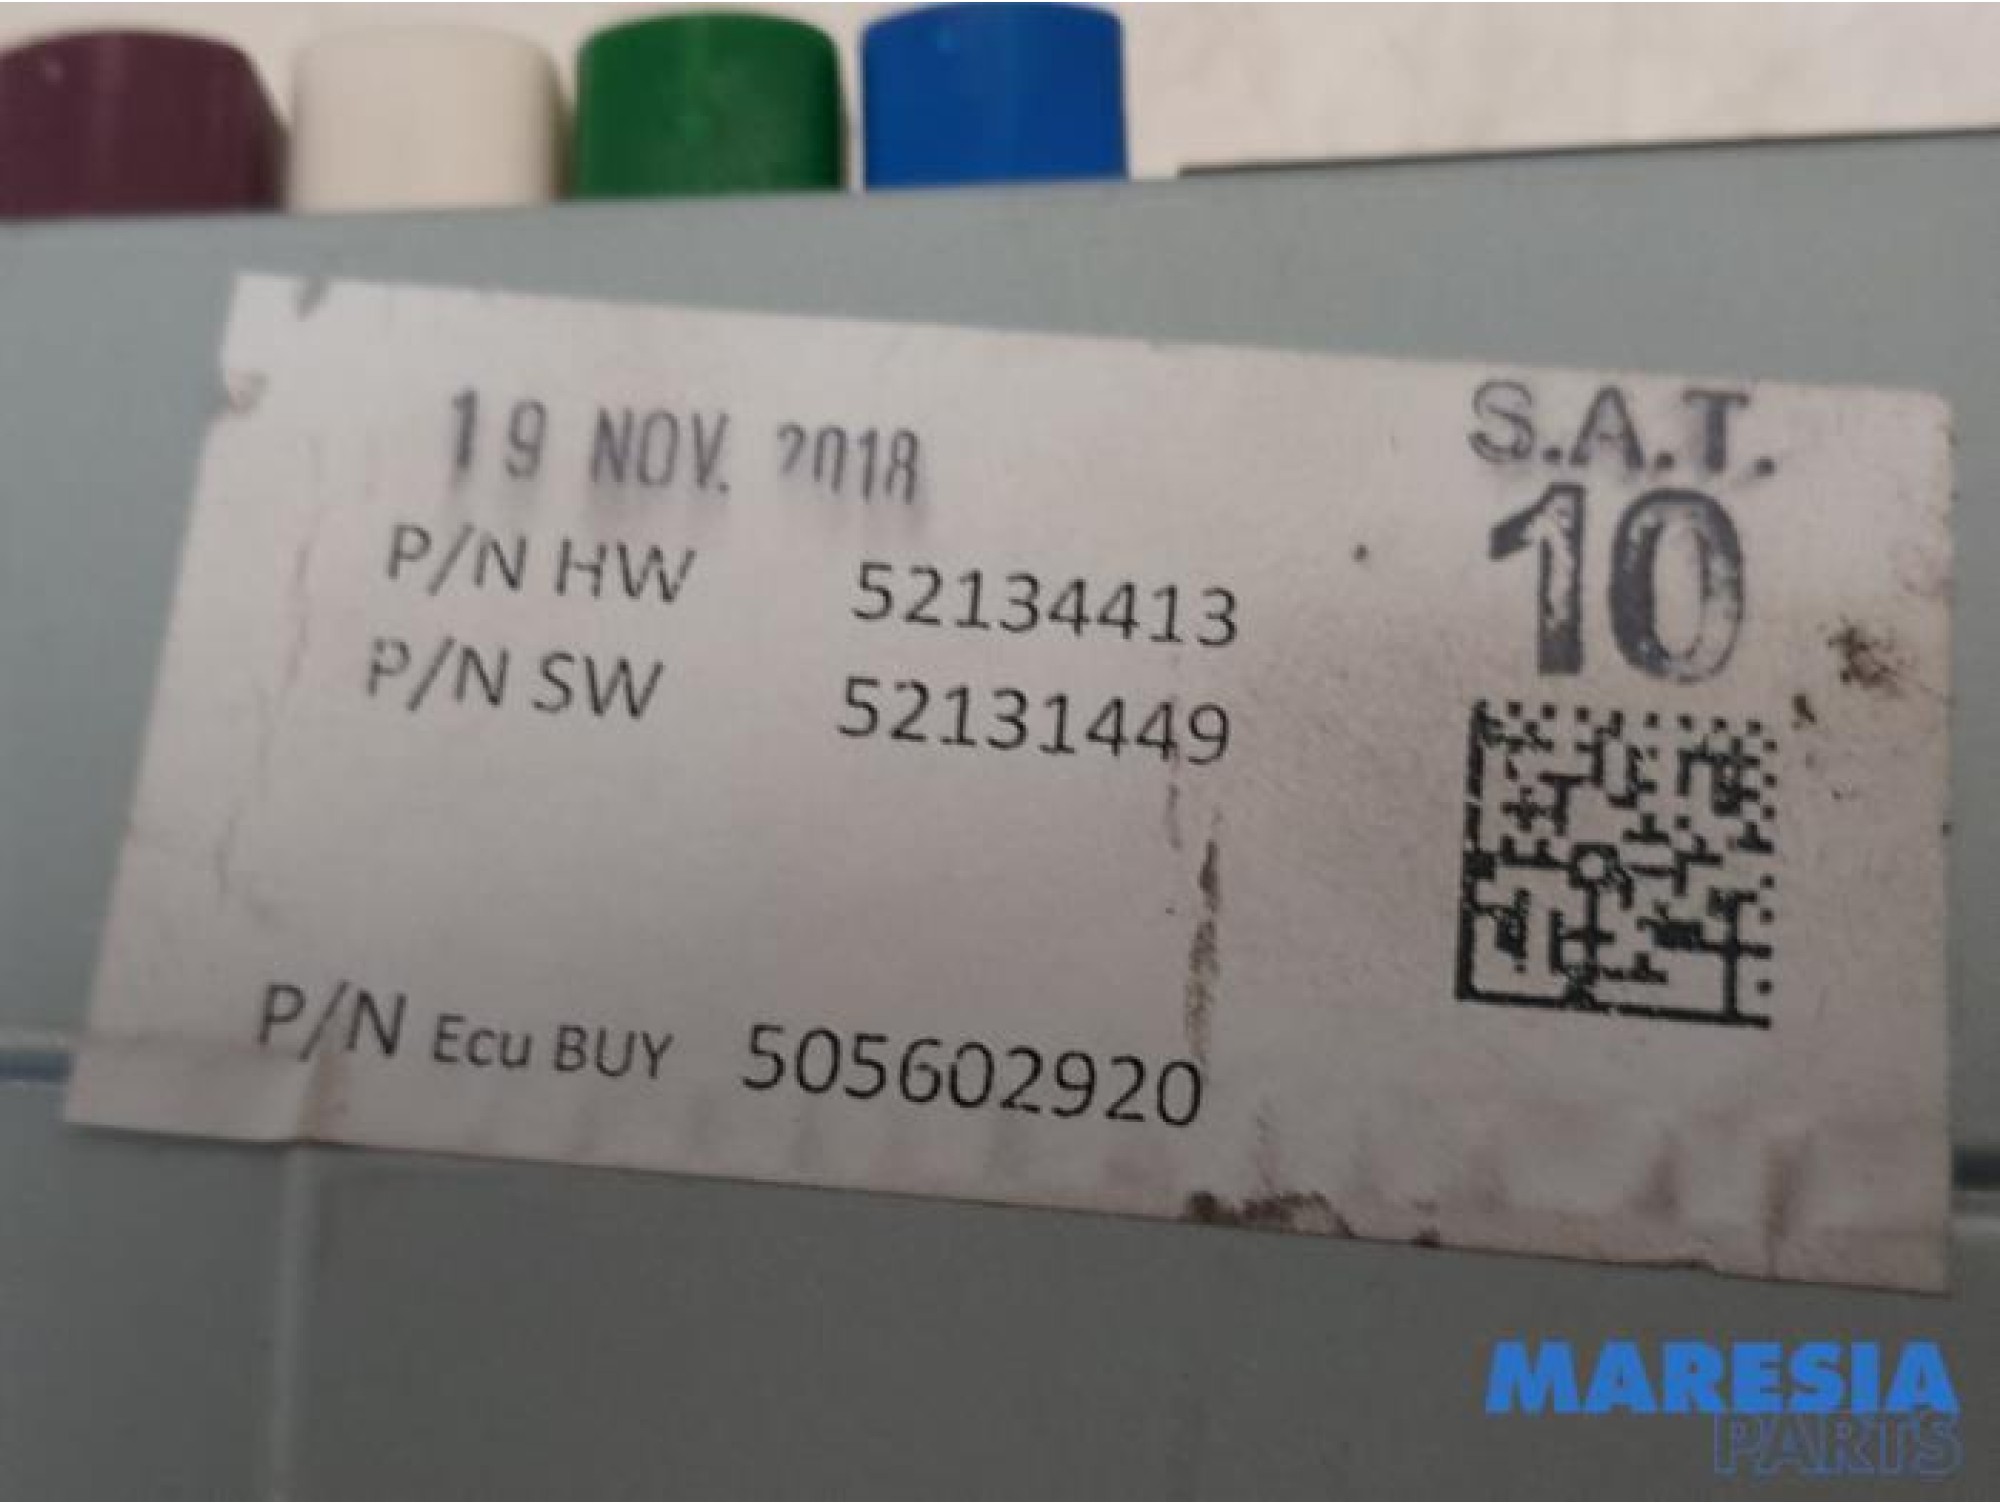 19 NOV. 2018
S.A.T.
10
P/N HW 52134413
P/N SW 52131449
P/N Ecu BUY 505602920
MARESIA
PARTS